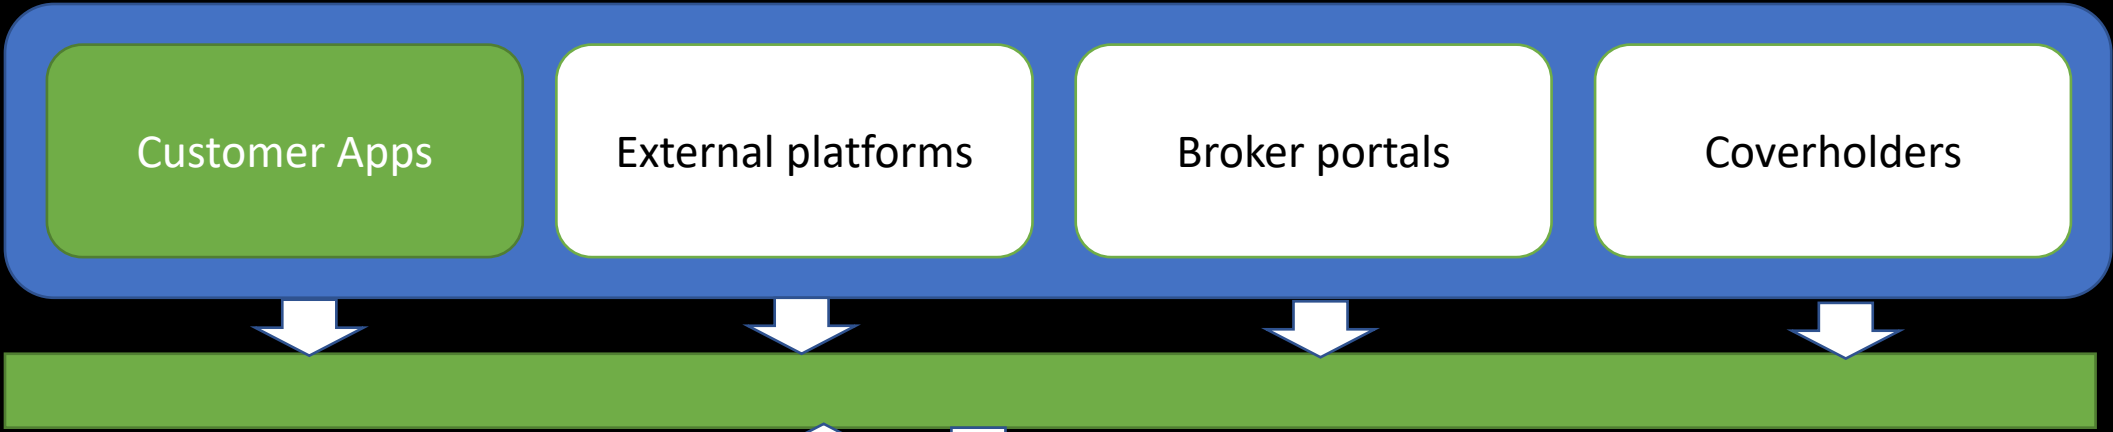 Customer Apps
External platforms
Broker portals
Coverholders